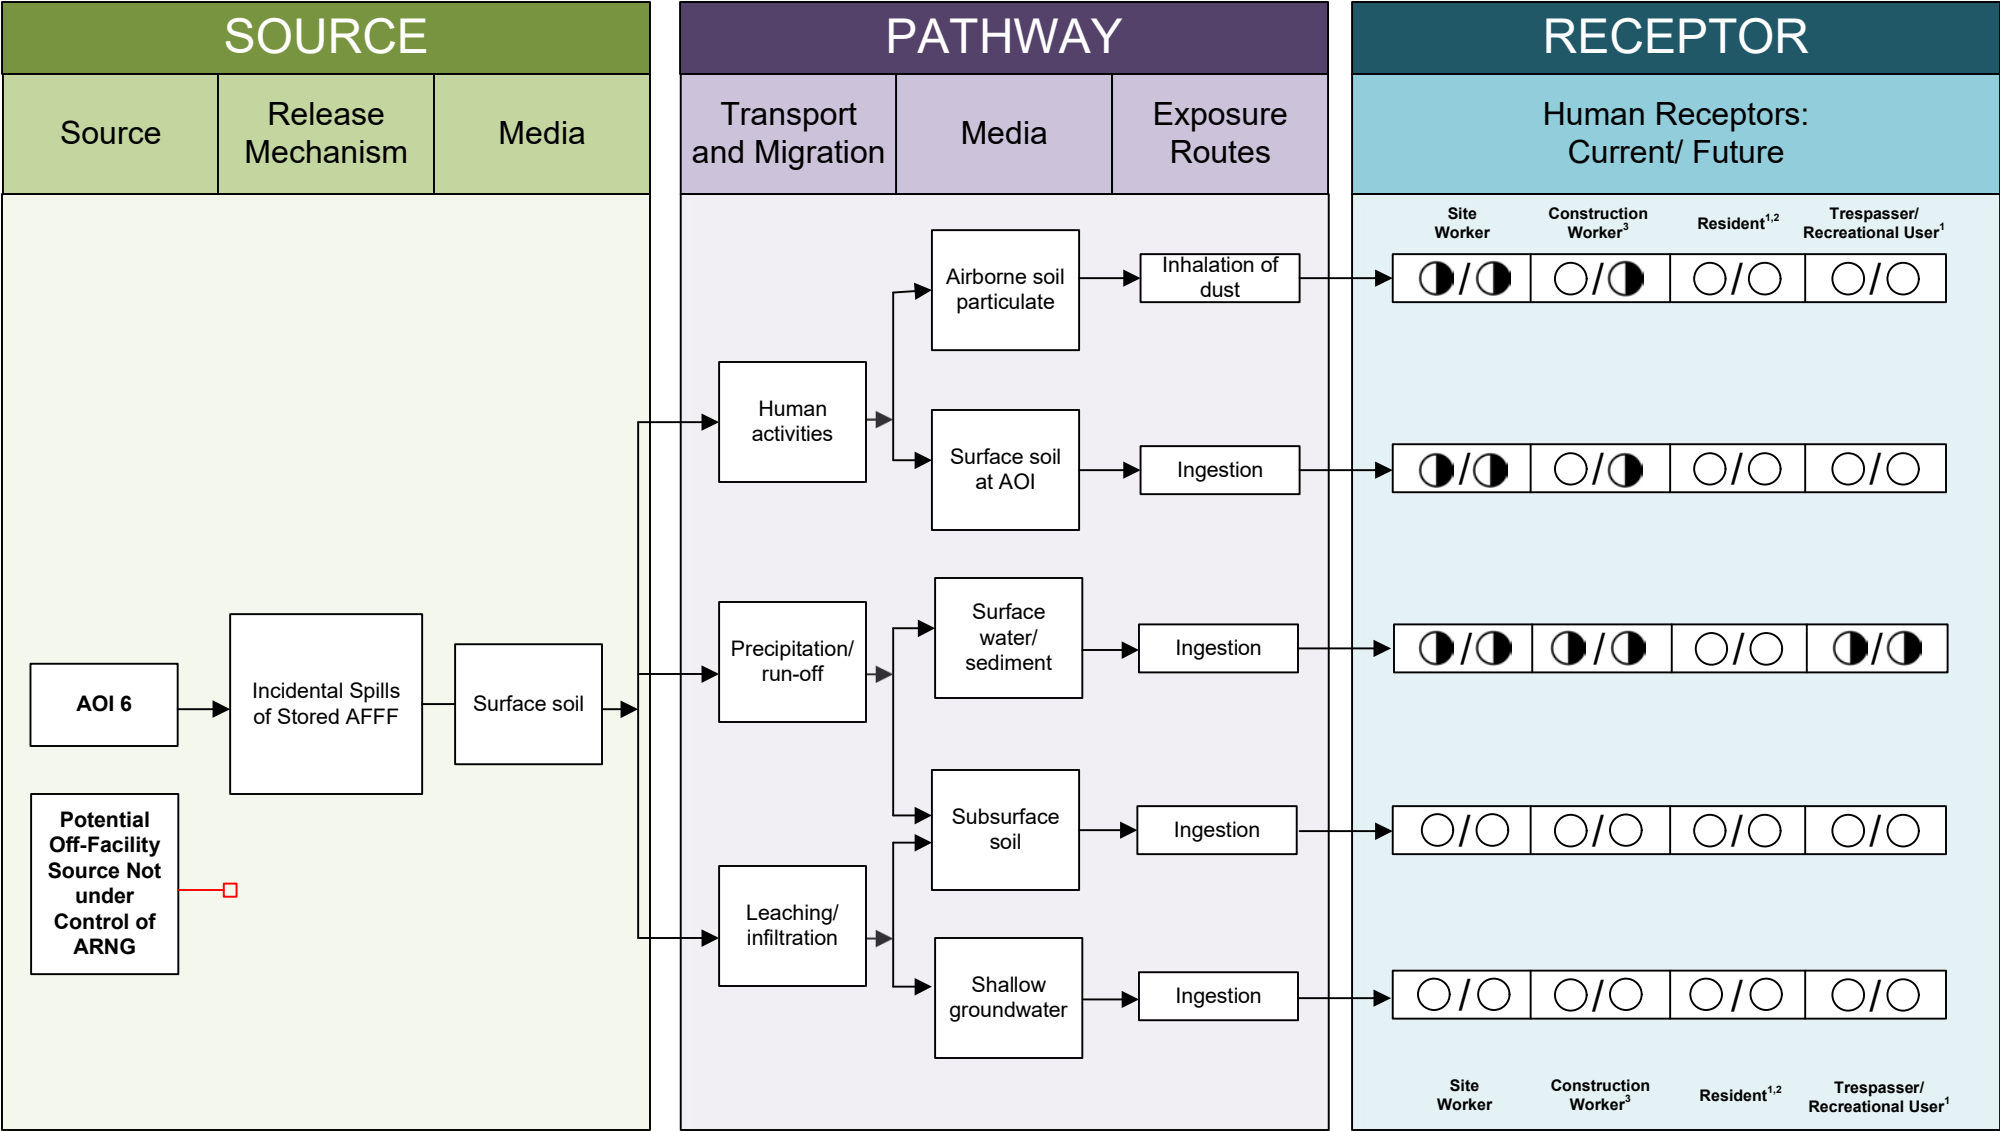 SOURCE
PATHWAY
RECEPTOR
Source
Release
Mechanism
Media
Transport
and Migration
Media
Exposure
Routes
Human Receptors:
Current/ Future
Site
Worker
Construction
Worker3
Resident1,2
Trespasser/
Recreational User1
Airborne soil
particulate
Inhalation of
dust
/ / / /
Human
activities
Surface soil
at AOI
Ingestion
/ / / /
Precipitation/
run-off
Surface
water/
sediment
Ingestion
/ / / /
AOI 6
Incidental Spills
of Stored AFFF
Surface soil
Potential
Off-Facility
Source Not
under
Control of
ARNG
Subsurface
soil
Ingestion
/ / / /
Leaching/
infiltration
Shallow
groundwater
Ingestion
/ / / /
Site
Worker
Construction
Worker3
Resident1,2
Trespasser/
Recreational User1